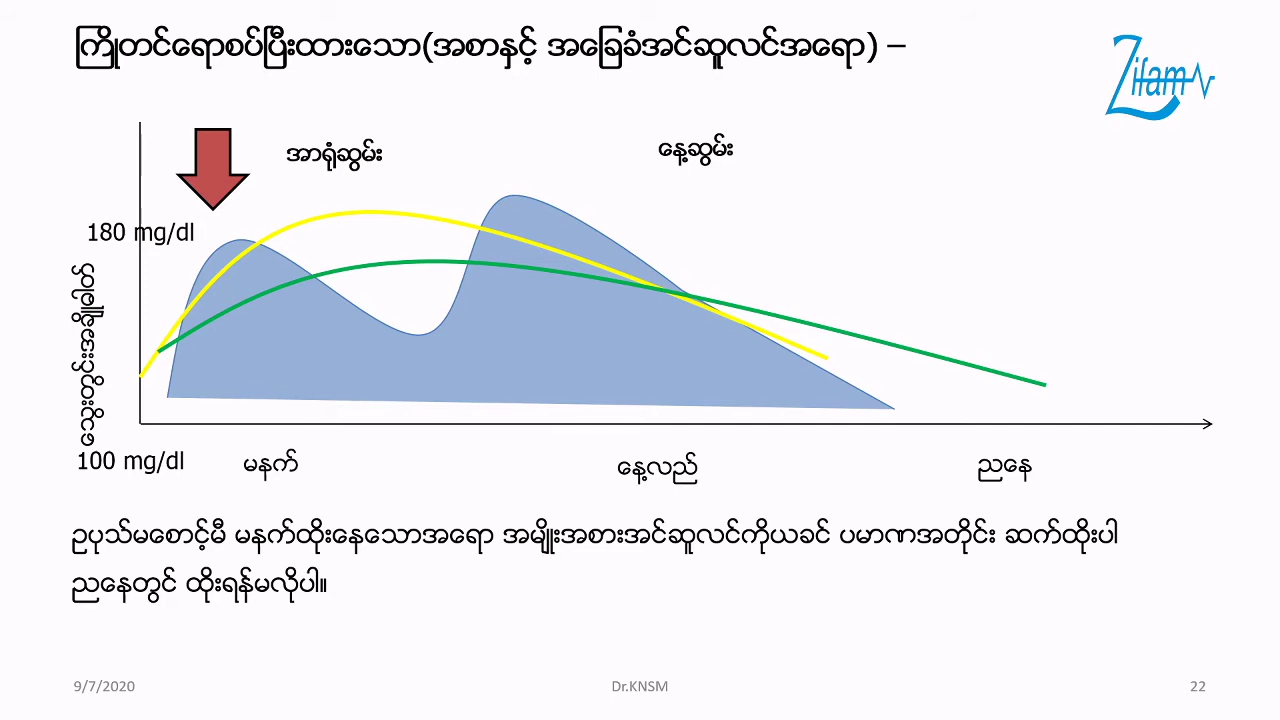 ကြိုတင်ရောစပ်ပြီးထားသော(အစာနှင့် အခြေခံအင်ဆူလင်အရော) –
Zifam
အာရုံဆွမ်း
နေ့ဆွမ်း
180 mg/dl
သွေးတွင်းအချိုဓါတ်
100 mg/dl
မနက်
နေ့လည်
ညနေ
ဥပုသ်မစောင့်မီ မနက်ထိုးနေသောအရော အမျိုးအစားအင်ဆူလင်ကိုယခင် ပမာဏအတိုင်း ဆက်ထိုးပါ
ညနေတွင် ထိုးရန်မလိုပါ။
9/7/2020
Dr.KNSM
22